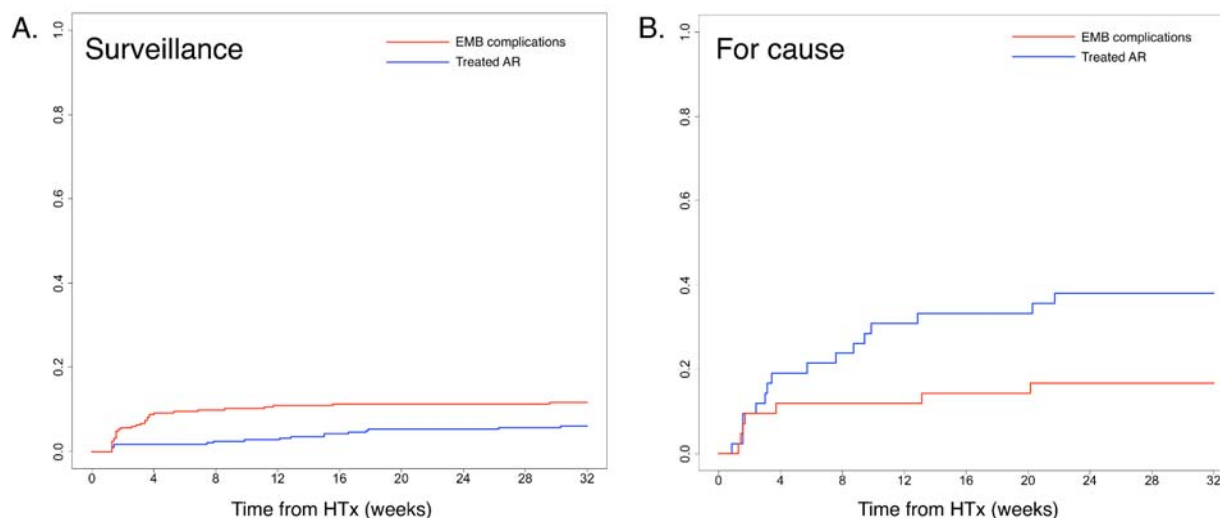 A.
Surveillance
EMB complications
Treated AR
1.0
0.8
0.6
0.4
0.2
0.0
0 4 8 12 16 20 24 28 32
Time from HTx (weeks)
B.
For cause
EMB complications
Treated AR
1.0
0.8
0.6
0.4
0.2
0.0
0 4 8 12 16 20 24 28 32
Time from HTx (weeks)